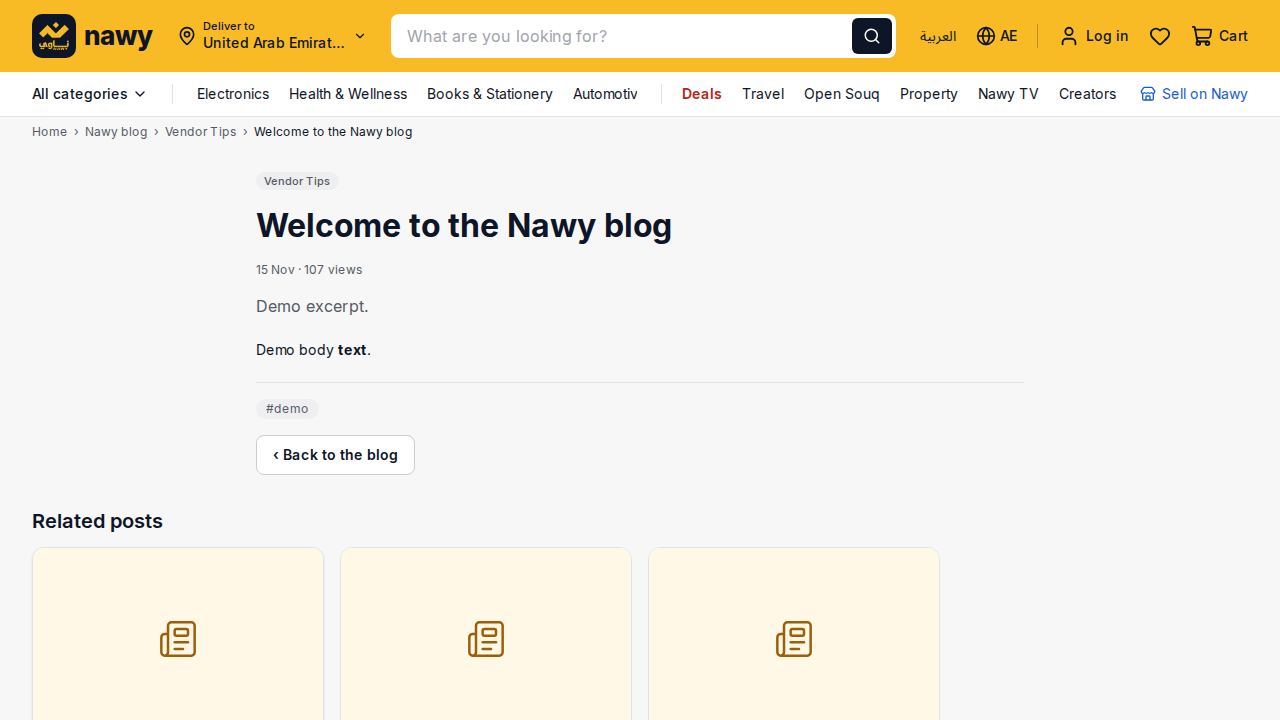 نـــاوي
NAWY
nawy
Deliver to
United Arab Emirat...
What are you looking for?
العربية
AE
Log in
Cart
All categories
Electronics
Health & Wellness
Books & Stationery
Automotiv
Deals
Travel
Open Souq
Property
Nawy TV
Creators
Sell on Nawy
Home › Nawy blog › Vendor Tips › Welcome to the Nawy blog
Vendor Tips
Welcome to the Nawy blog
15 Nov · 107 views
Demo excerpt.
Demo body text.
#demo
‹ Back to the blog
Related posts